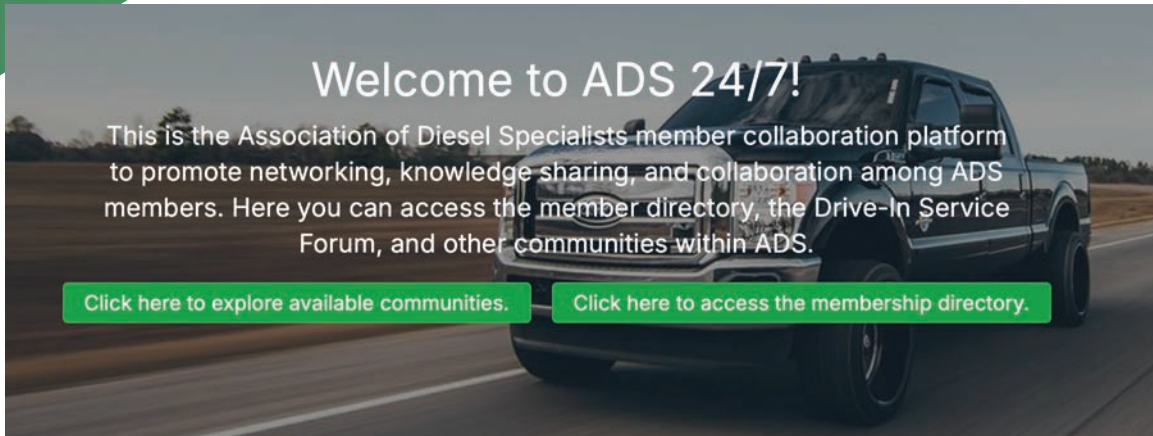 Welcome to ADS 24/7!
This is the Association of Diesel Specialists member collaboration platform
to promote networking, knowledge sharing, and collaboration among ADS
members. Here you can access the member directory, the Drive-In Service
Forum, and other communities within ADS.
Click here to explore available communities. Click here to access the membership directory.